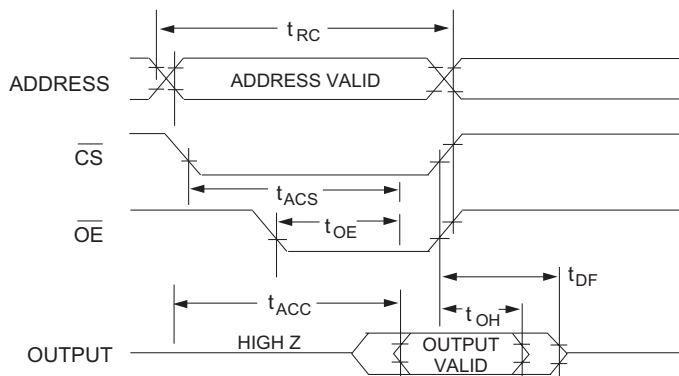 tRC
ADDRESS
ADDRESS VALID
CS
tACS
OE
tOE
tDF
tACC
tOH
OUTPUT
HIGH Z
OUTPUT
VALID